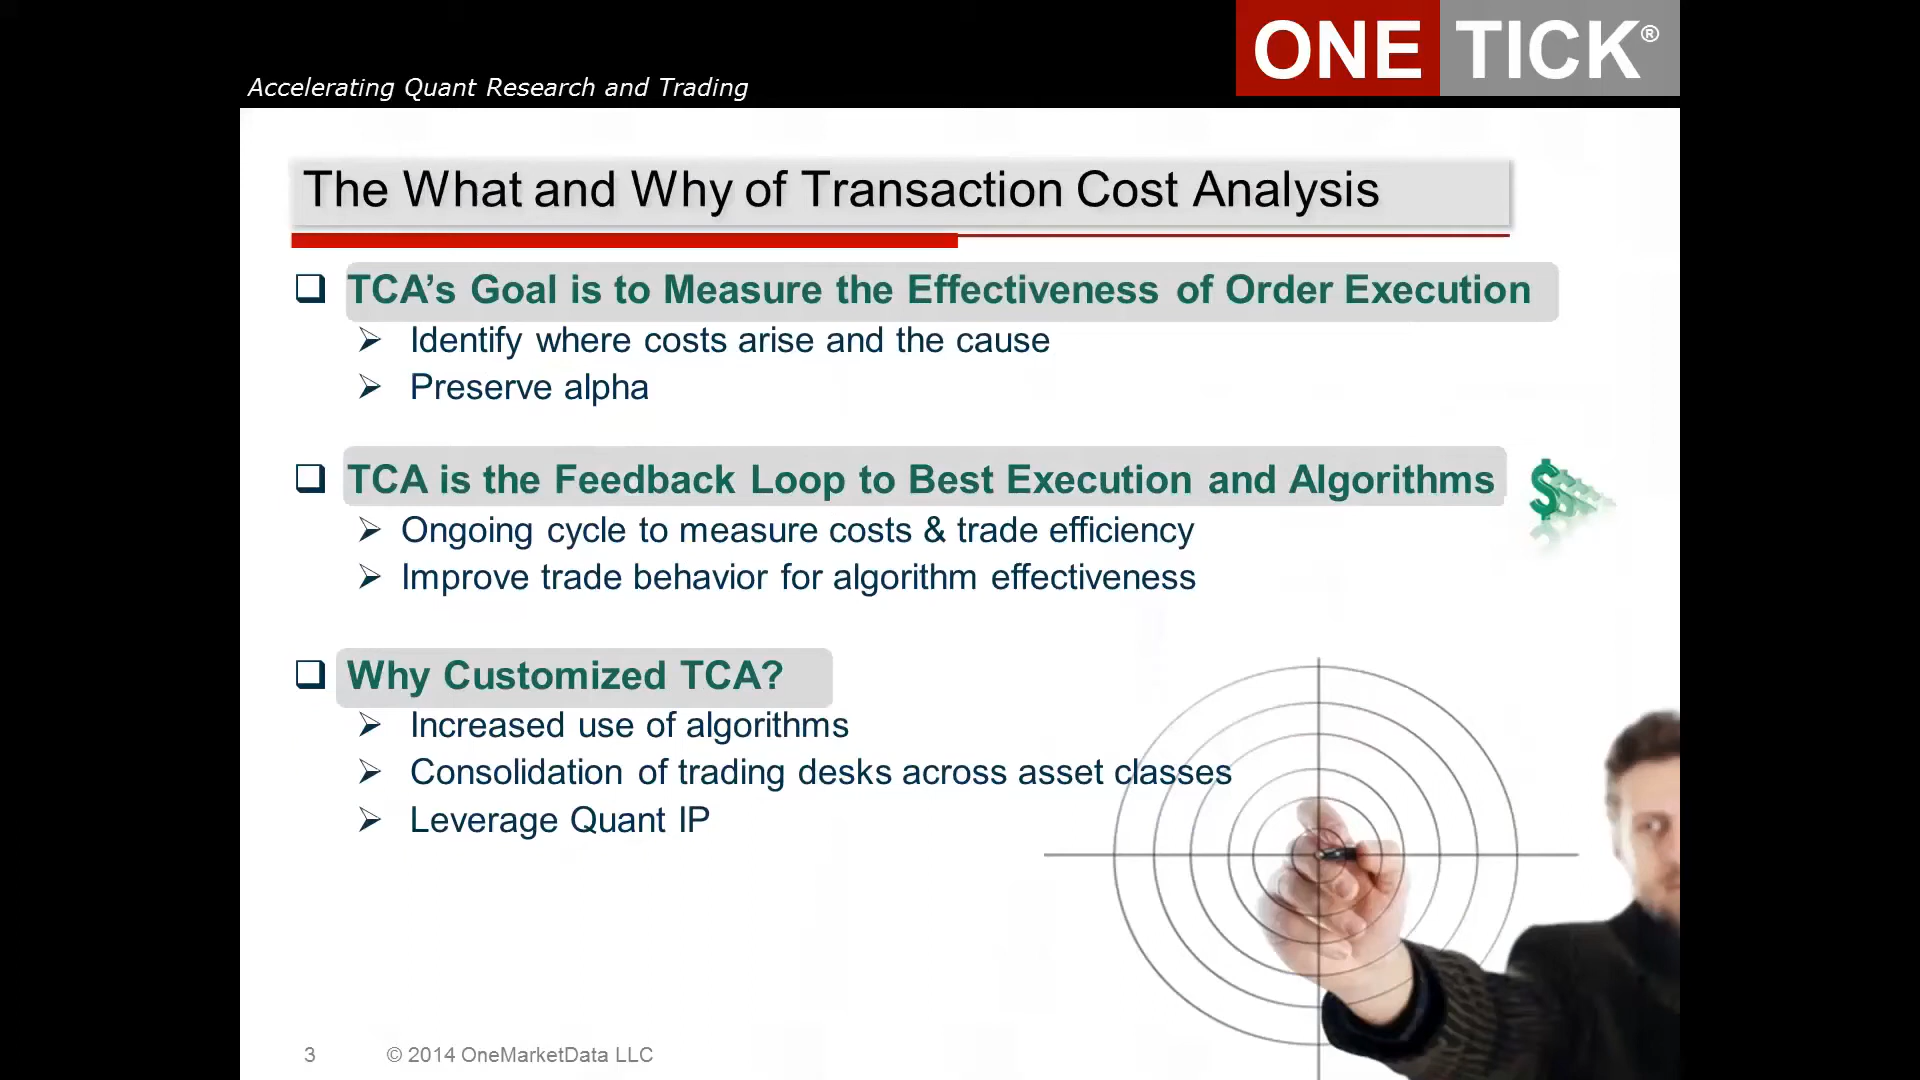 ONE TICK®
Accelerating Quant Research and Trading
The What and Why of Transaction Cost Analysis
TCA’s Goal is to Measure the Effectiveness of Order Execution
Identify where costs arise and the cause
Preserve alpha
TCA is the Feedback Loop to Best Execution and Algorithms
Ongoing cycle to measure costs & trade efficiency
Improve trade behavior for algorithm effectiveness
Why Customized TCA?
Increased use of algorithms
Consolidation of trading desks across asset classes
Leverage Quant IP
3 © 2014 OneMarketData LLC